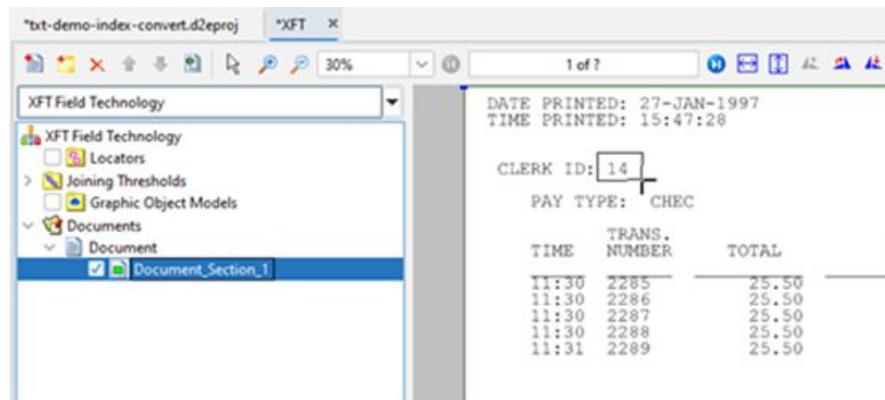 *txt-demo-index-convert.d2eproj *XFT ×
30% 1 of ?
XFT Field Technology
XFT Field Technology
Locators
Joining Thresholds
Graphic Object Models
Documents
Document
Document_Section_1
DATE PRINTED: 27-JAN-1997
TIME PRINTED: 15:47:28
CLERK ID: 14
PAY TYPE: CHEC
TRANS.
TIME NUMBER TOTAL
11:30 2285 25.50
11:30 2286 25.50
11:30 2287 25.50
11:30 2288 25.50
11:31 2289 25.50